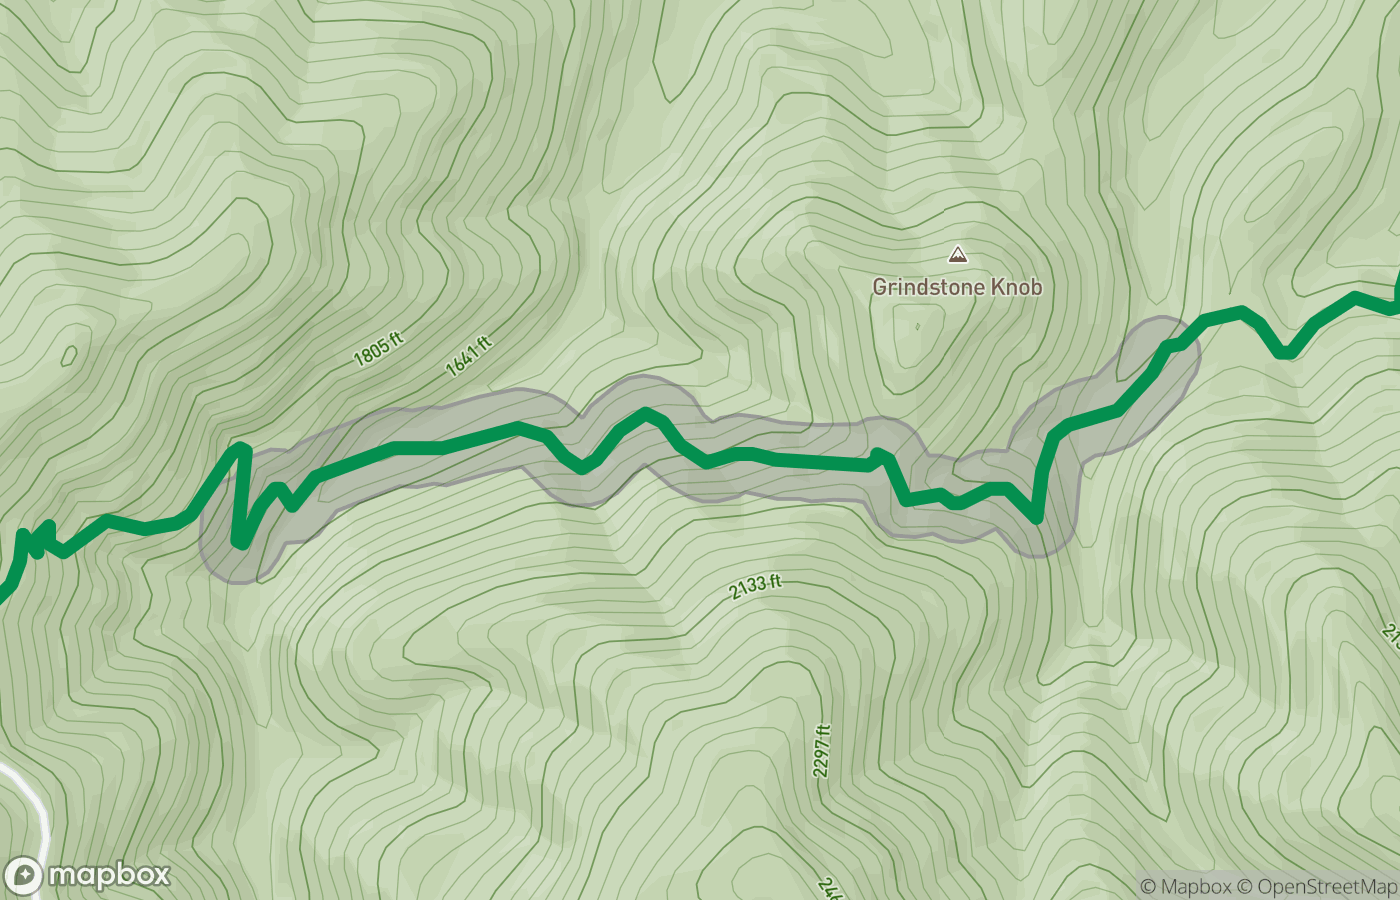 Grindstone Knob
1805 ft
1641 ft
2133 ft
2297 ft
mapbox
© Mapbox © OpenStreetMap